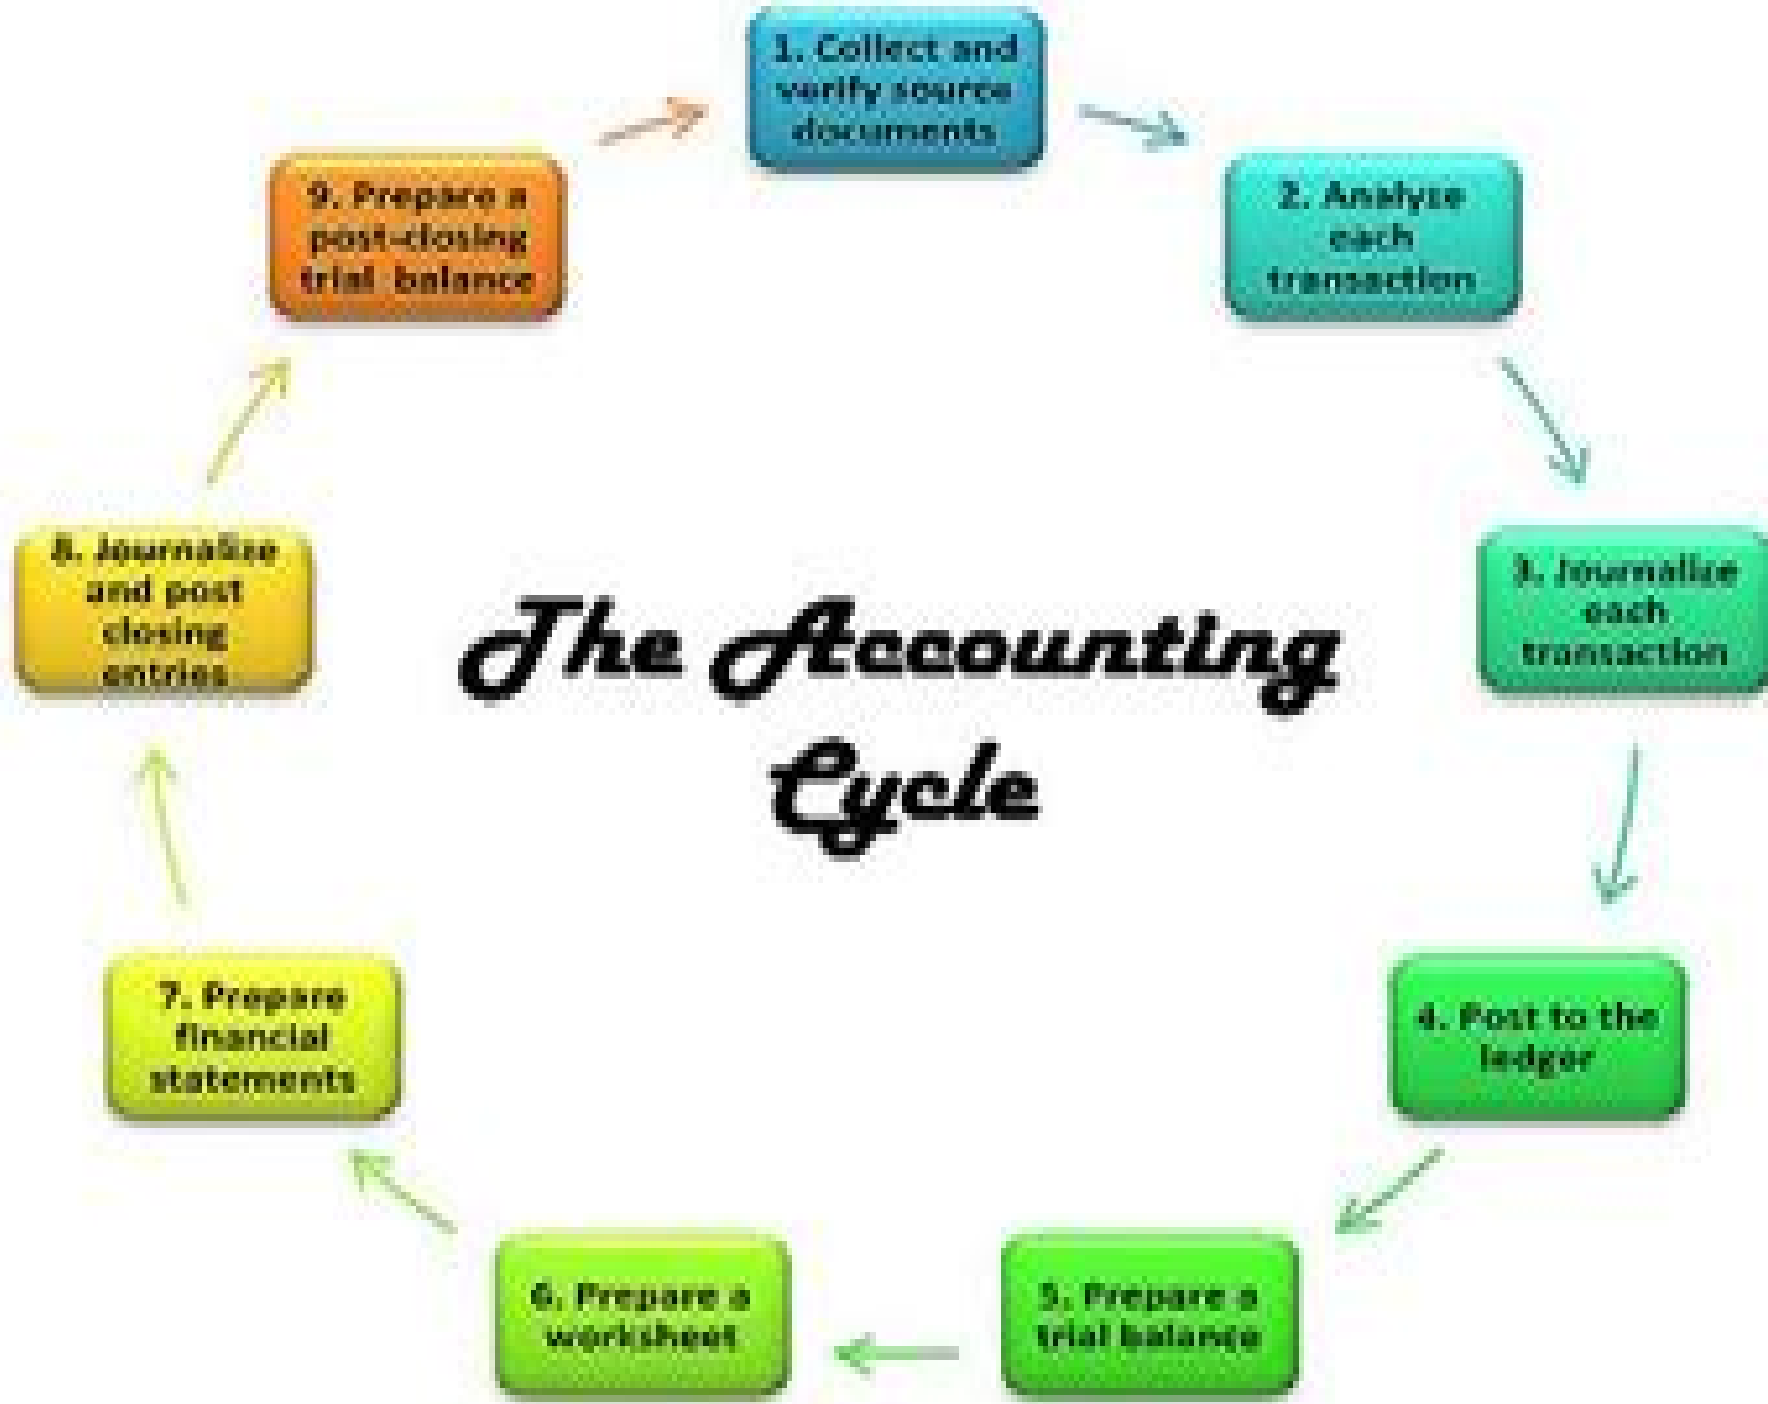 1. Collect and
verify source
documents
2. Analyze
each
transaction
3. Journalize
each
transaction
4. Post to the
ledger
5. Prepare a
trial balance
6. Prepare a
worksheet
7. Prepare
financial
statements
8. Journalize
and post
closing
entries
9. Prepare a
post-closing
trial balance
The Accounting
Cycle